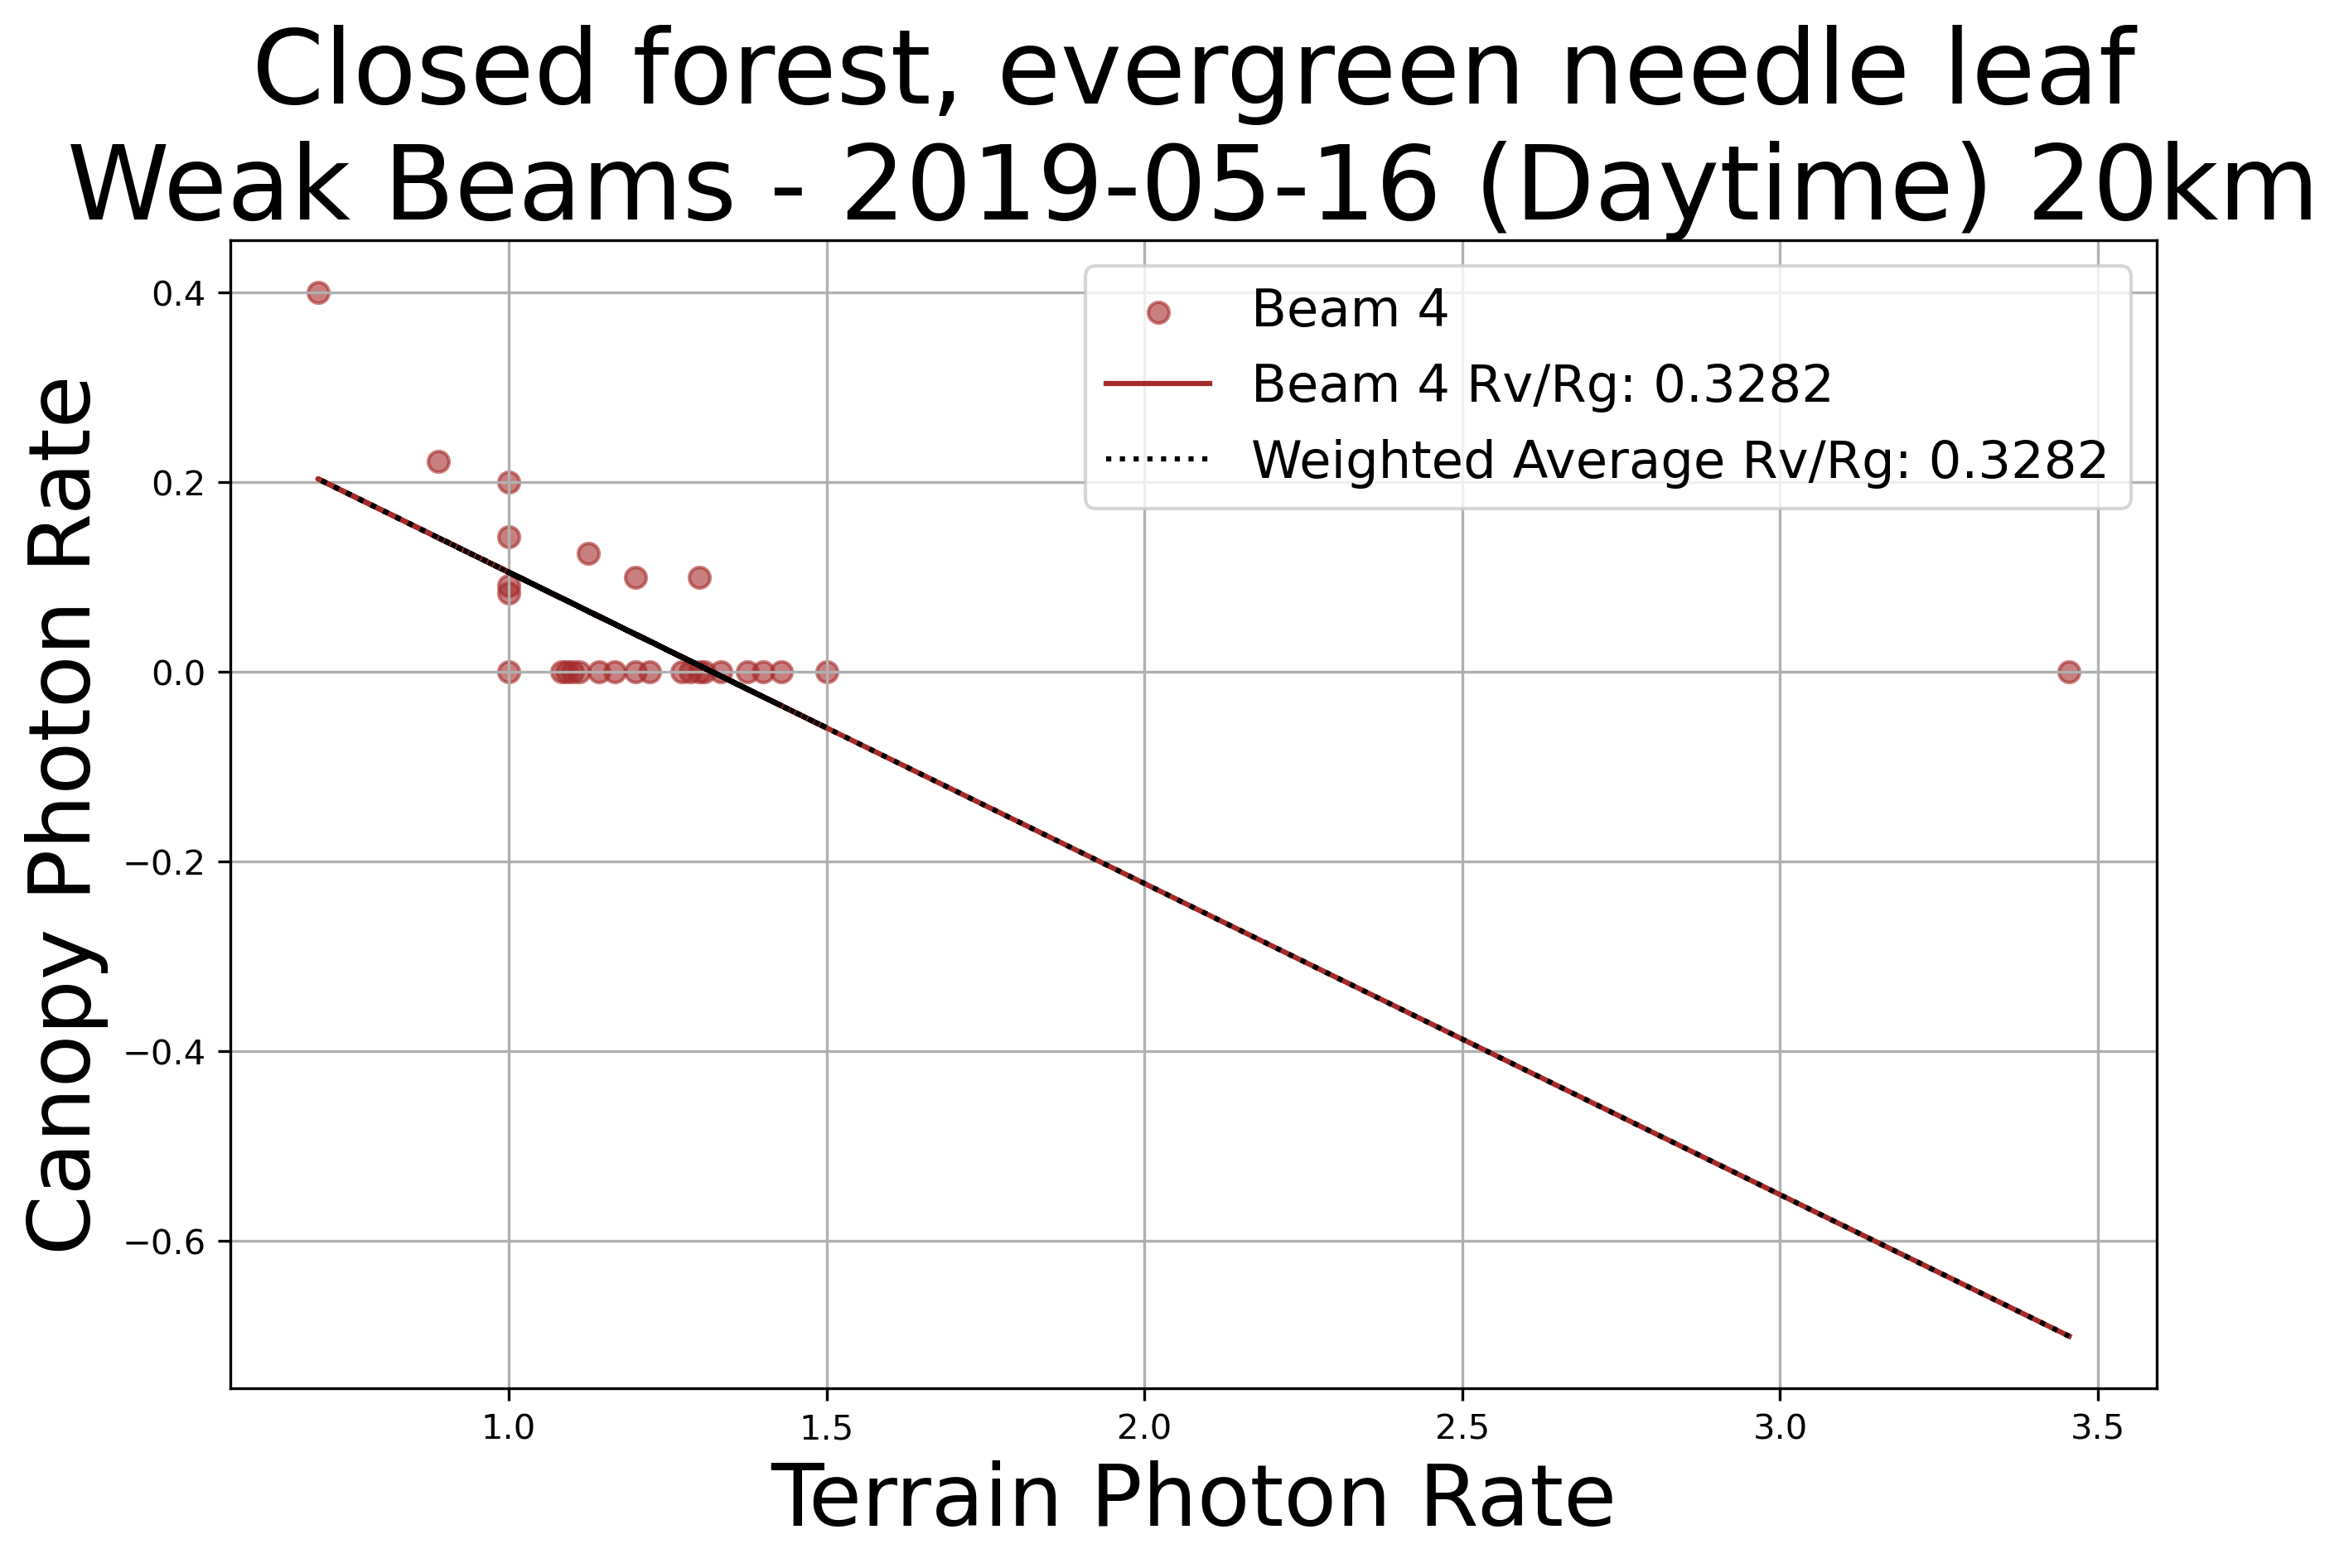 Closed forest, evergreen needle leaf
Weak Beams - 2019-05-16 (Daytime) 20km
Beam 4
Beam 4 Rv/Rg: 0.3282
Weighted Average Rv/Rg: 0.3282
Canopy Photon Rate
0.4
0.2
0.0
−0.2
−0.4
−0.6
1.0 1.5 2.0 2.5 3.0 3.5
Terrain Photon Rate